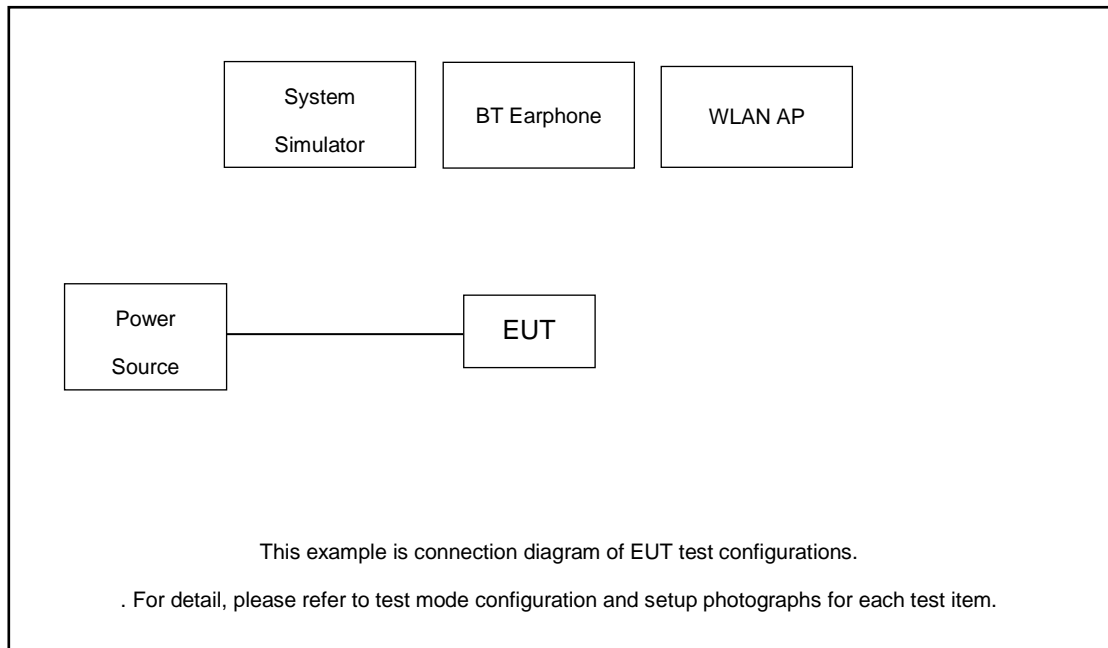 System
Simulator
BT Earphone
WLAN AP
Power
Source
EUT
This example is connection diagram of EUT test configurations.
. For detail, please refer to test mode configuration and setup photographs for each test item.